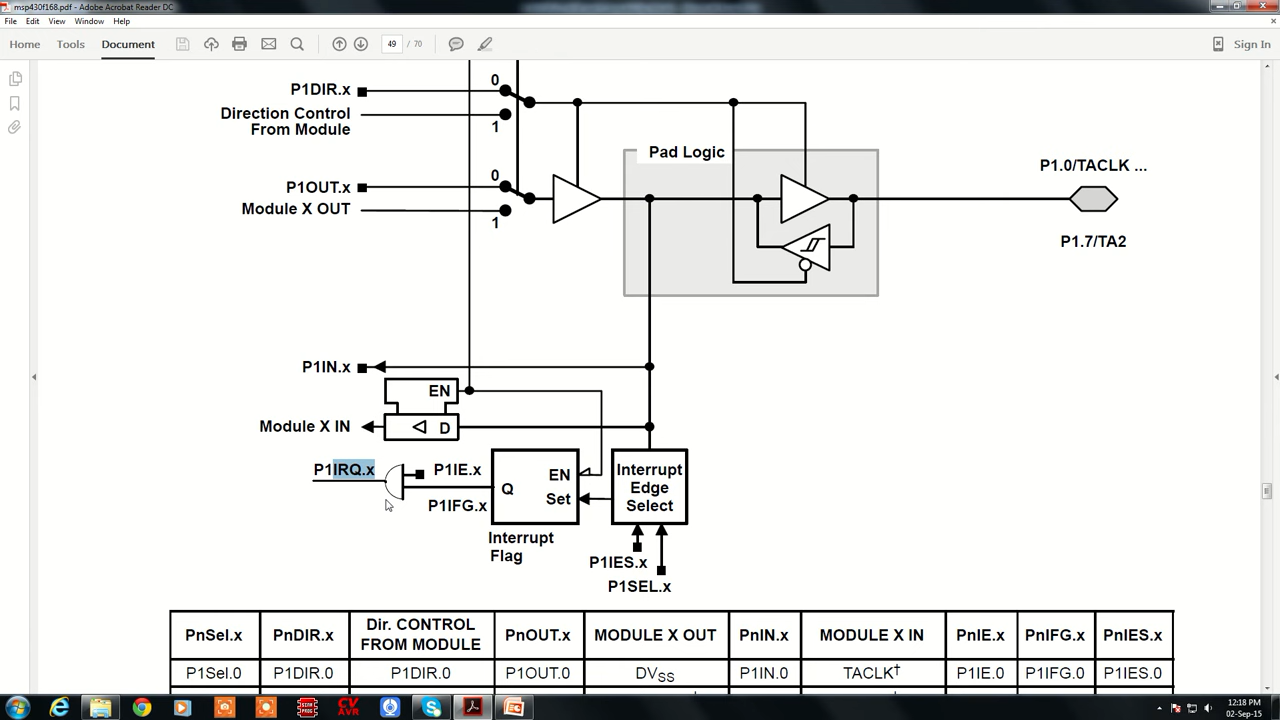 msp430f168.pdf - Adobe Acrobat Reader DC
File Edit View Window Help
Home Tools Document
49 / 70
Sign In
P1DIR.x
0
Direction Control
From Module
1
Pad Logic
P1.0/TACLK ...
P1OUT.x
0
Module X OUT
1
P1.7/TA2
P1IN.x
EN
Module X IN
D
P1IRQ.x
P1IE.x
P1IFG.x
Q
EN
Set
Interrupt
Edge
Select
Interrupt
Flag
P1IES.x
P1SEL.x
PnSel.x PnDIR.x Dir. CONTROL FROM MODULE PnOUT.x MODULE X OUT PnIN.x MODULE X IN PnIE.x PnIFG.x PnIES.x
P1Sel.0 P1DIR.0 P1DIR.0 P1OUT.0 DVSS P1IN.0 TACLK† P1IE.0 P1IFG.0 P1IES.0
CV
AVR
12:18 PM
02-Sep-15